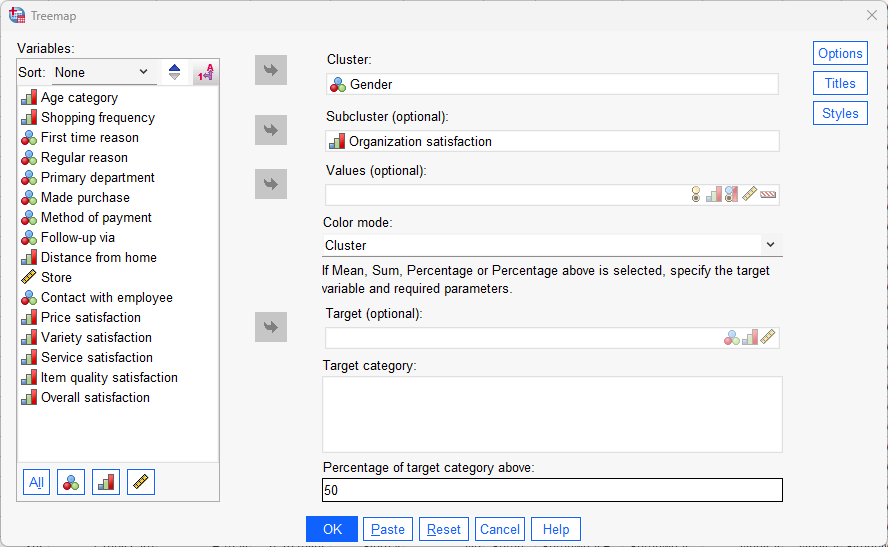 Treemap
Variables:
Sort: None
Age category
Shopping frequency
First time reason
Regular reason
Primary department
Made purchase
Method of payment
Follow-up via
Distance from home
Store
Contact with employee
Price satisfaction
Variety satisfaction
Service satisfaction
Item quality satisfaction
Overall satisfaction
All
Cluster:
Gender
Subcluster (optional):
Organization satisfaction
Values (optional):
Color mode:
Cluster
If Mean, Sum, Percentage or Percentage above is selected, specify the target
variable and required parameters.
Target (optional):
Target category:
Percentage of target category above:
50
Options
Titles
Styles
OK Paste Reset Cancel Help